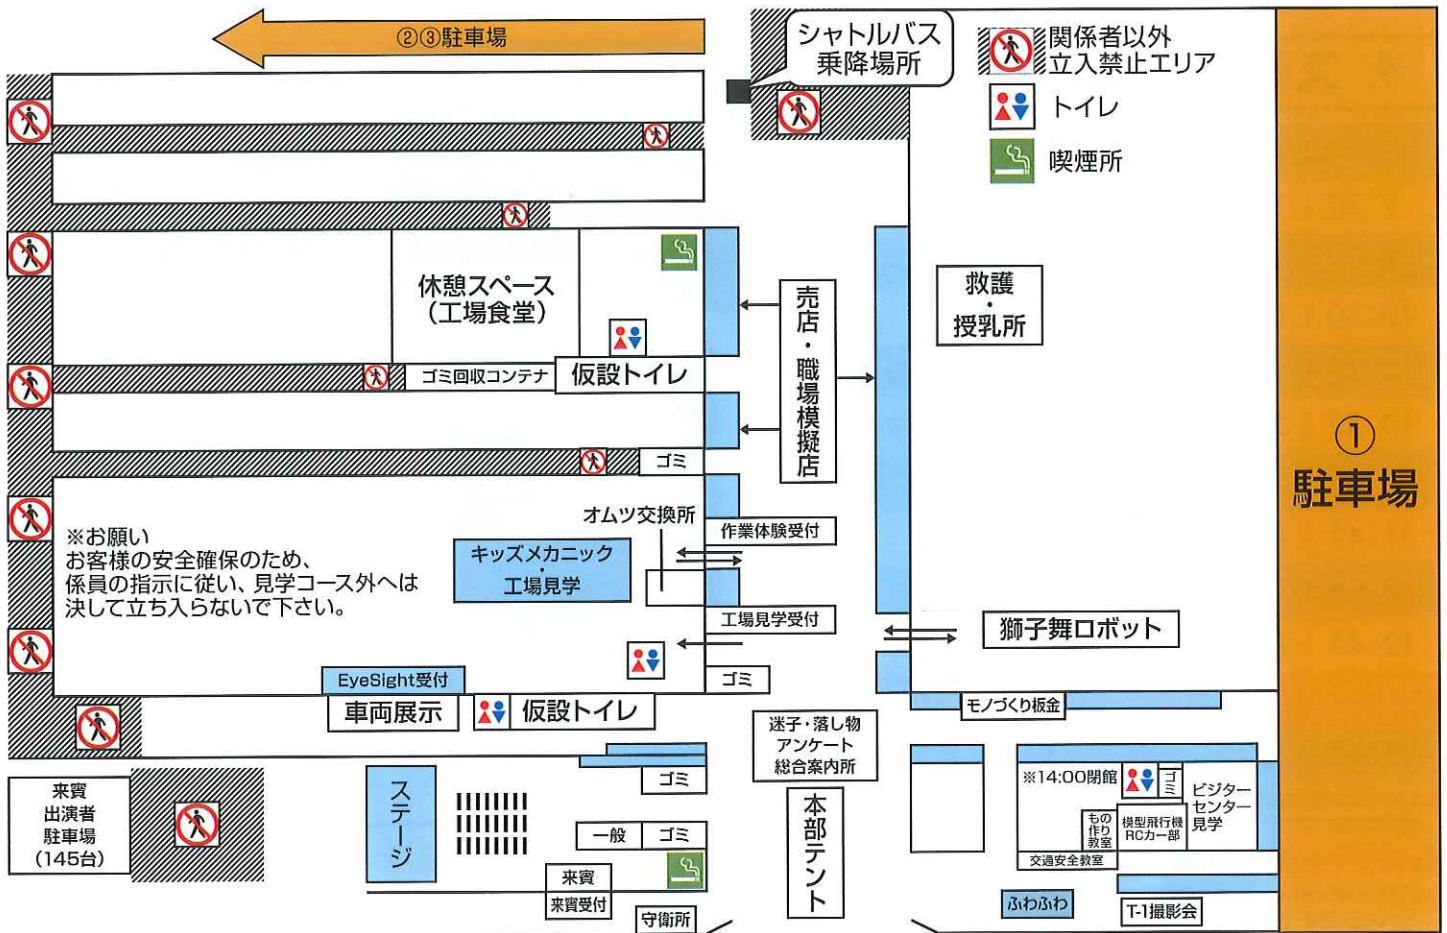 ②③駐車場
シャトルバス
乗降場所
関係者以外
立入禁止エリア
トイレ
喫煙所
休憩スペース
(工場食堂)
ゴミ回収コンテナ
仮設トイレ
売店・職場模擬店
救護
・
授乳所
①
駐車場
ゴミ
※お願い
お客様の安全確保のため、
係員の指示に従い、見学コース外へは
決して立ち入らないで下さい。
オムツ交換所
キッズメカニック
・
工場見学
作業体験受付
工場見学受付
獅子舞ロボット
ゴミ
EyeSight受付
車両展示
仮設トイレ
モノづくり板金
迷子・落し物
アンケート
総合案内所
本部テント
来賓
出演者
駐車場
(145台)
ステージ
ゴミ
一般
ゴミ
来賓
来賓受付
守衛所
※14:00閉館
ゴミ
ビジター
センター
見学
もの
作り
教室
模型飛行機
RCカー部
交通安全教室
ふわふわ
T-1撮影会